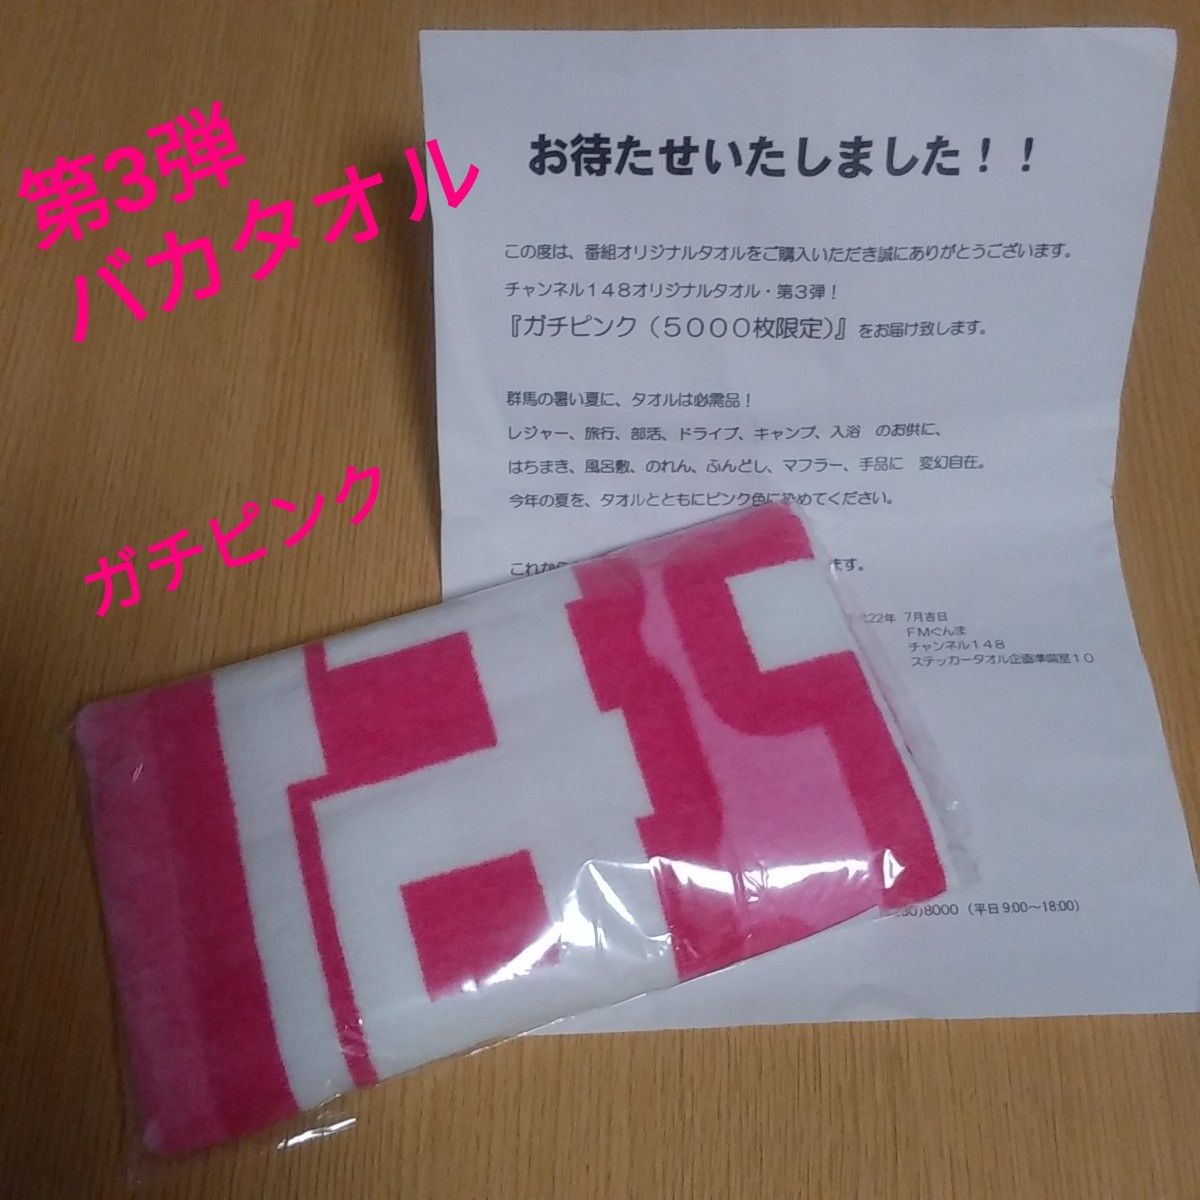 第3弾
バカタオル
ガチピンク
お待たせいたしました！！
この度は、番組オリジナルタオルをご購入いただき誠にありがとうございます。
チャンネル１４８オリジナルタオル・第３弾！
『ガチピンク（５０００枚限定）』をお届け致します。
群馬の暑い夏に、タオルは必需品！
レジャー、旅行、部活、ドライブ、キャンプ、入浴　のお供に、
はちまき、風呂敷、のれん、ふんどし、マフラー、手品に　変幻自在。
今年の夏を、タオルとともにピンク色に染めてください。
これから
ます。
22年 7月吉日
ＦＭぐんま
チャンネル１４８
ステッカータオル企画準備室１０
8000（平日 9:00～18:00）